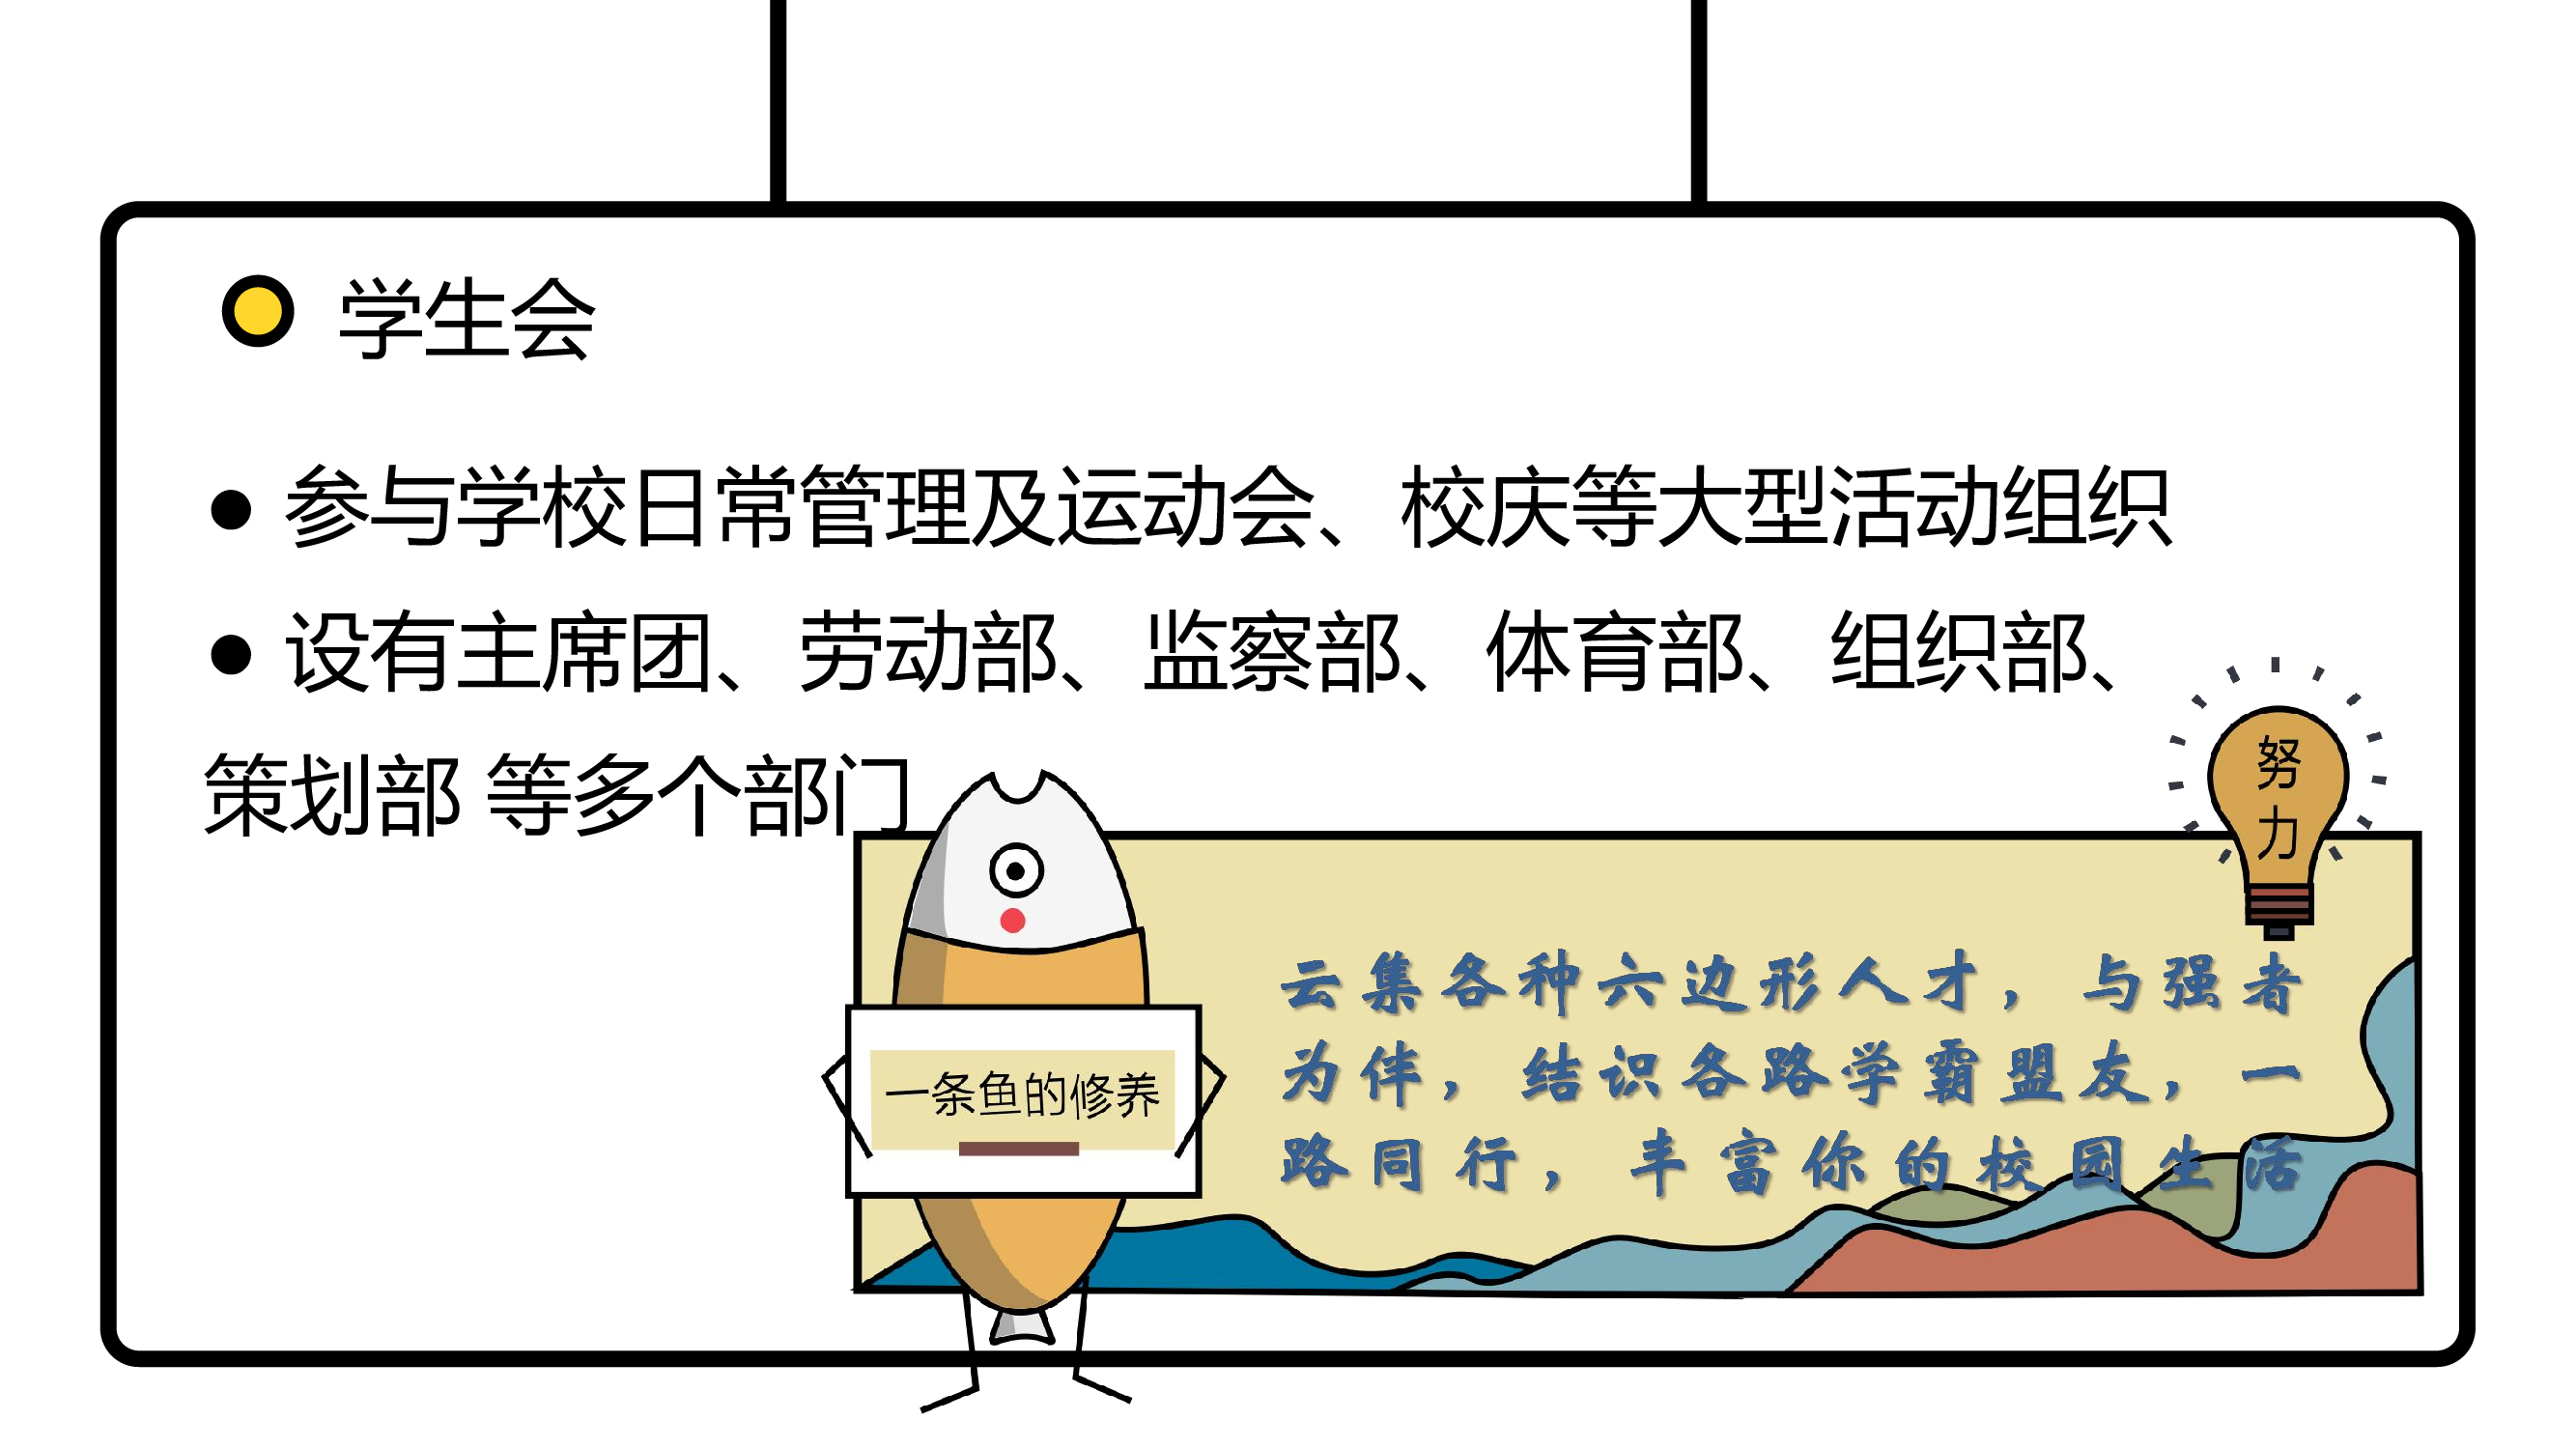 学生会
参与学校日常管理及运动会、校庆等大型活动组织
设有主席团、劳动部、监察部、体育部、组织部、
策划部 等多个部门
努
力
云集各种六边形人才，与强者
为伴，结识各路学霸盟友，一
路同行，丰富你的校园生活
一条鱼的修养